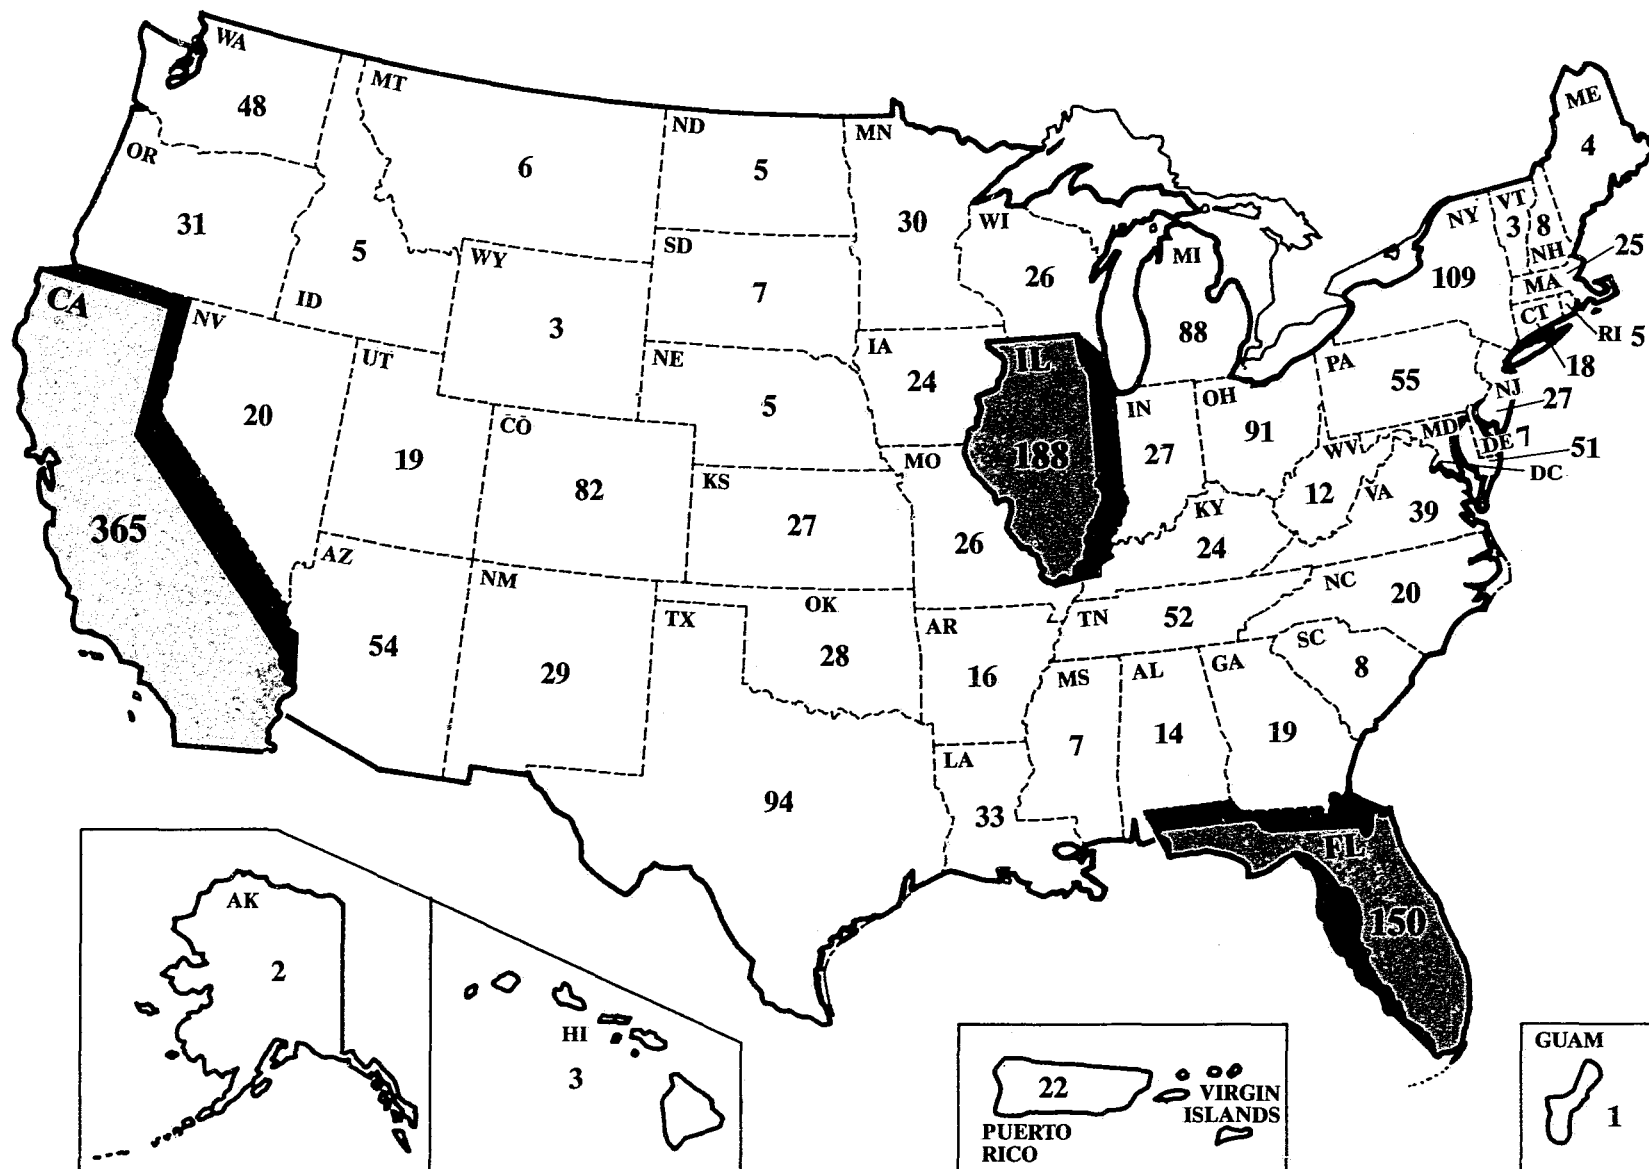 WA
48
MT
6
ND
5
MN
30
OR
31
ID
5
WY
3
SD
7
WI
26
MI
88
ME
4
NY
109
VT
3
8
NH
25
MA
CT
RI 5
18
CA
365
NV
20
UT
19
CO
82
NE
5
IA
24
IL
188
IN
27
OH
91
PA
55
NJ
27
MD
DE 7
51
DC
WV
12
VA
39
KS
27
MO
26
KY
24
AZ
54
NM
29
TX
94
OK
28
AR
16
TN
52
NC
20
SC
8
MS
7
AL
14
GA
19
LA
33
FL
150
AK
2
HI
3
22
PUERTO
RICO
VIRGIN
ISLANDS
GUAM
1